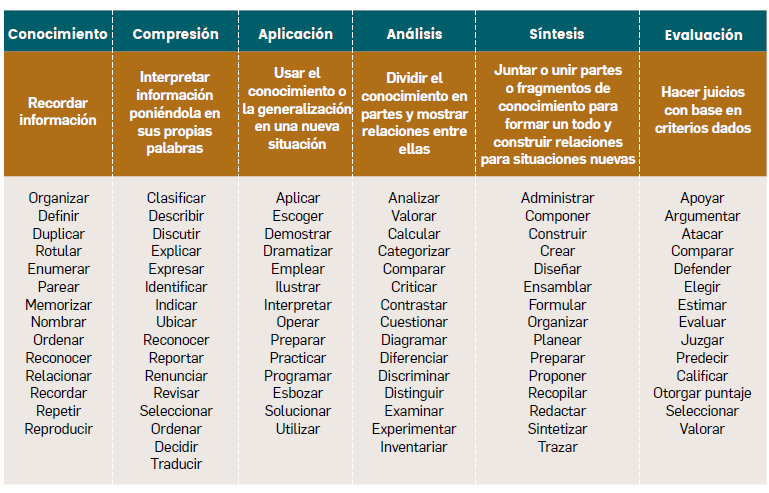 Conocimiento
Recordar
información
Organizar
Definir
Duplicar
Rotular
Enumerar
Parear
Memorizar
Nombrar
Ordenar
Reconocer
Relacionar
Recordar
Repetir
Reproducir
Compresión
Interpretar
información
poniéndola en
sus propias
palabras
Clasificar
Describir
Discutir
Explicar
Expresar
Identificar
Indicar
Ubicar
Reconocer
Reportar
Renunciar
Revisar
Seleccionar
Ordenar
Decidir
Traducir
Aplicación
Usar el
conocimiento o
la generalización
en una nueva
situación
Aplicar
Escoger
Demostrar
Dramatizar
Emplear
Ilustrar
Interpretar
Operar
Preparar
Practicar
Programar
Esbozar
Solucionar
Utilizar
Análisis
Dividir el
conocimiento en
partes y mostrar
relaciones entre
ellas
Analizar
Valorar
Calcular
Categorizar
Comparar
Criticar
Contrastar
Cuestionar
Diagramar
Diferenciar
Discriminar
Distinguir
Examinar
Experimentar
Inventariar
Síntesis
Juntar o unir partes
o fragmentos de
conocimiento para
formar un todo y
construir relaciones
para situaciones nuevas
Administrar
Componer
Construir
Crear
Diseñar
Ensamblar
Formular
Organizar
Planear
Preparar
Proponer
Recopilar
Redactar
Sintetizar
Trazar
Evaluación
Hacer juicios
con base en
criterios dados
Apoyar
Argumentar
Atacar
Comparar
Defender
Elegir
Estimar
Evaluar
Juzgar
Predecir
Calificar
Otorgar puntaje
Seleccionar
Valorar